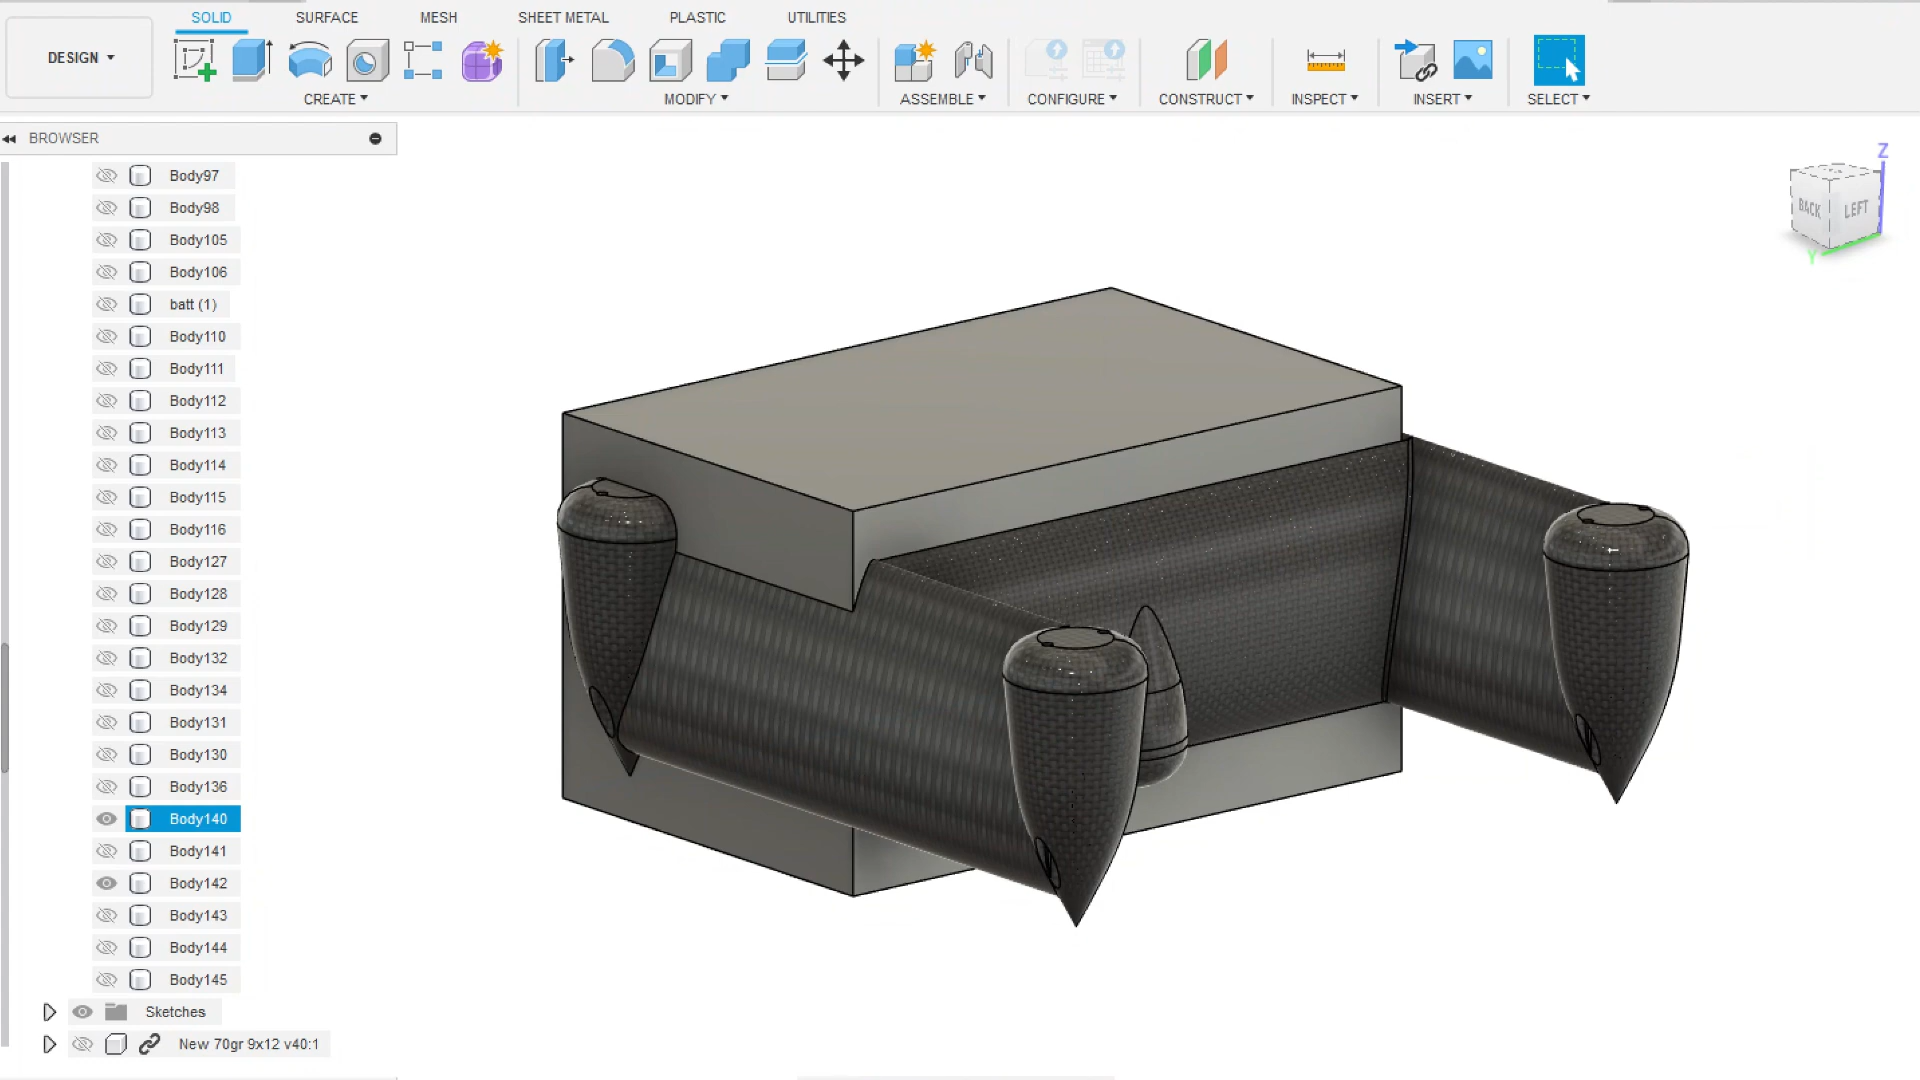 SOLID SURFACE MESH SHEET METAL PLASTIC UTILITIES
DESIGN
CREATE MODIFY ASSEMBLE CONFIGURE CONSTRUCT INSPECT INSERT SELECT
BROWSER
Body97
Body98
Body105
Body106
batt (1)
Body110
Body111
Body112
Body113
Body114
Body115
Body116
Body127
Body128
Body129
Body132
Body134
Body131
Body130
Body136
Body140
Body141
Body142
Body143
Body144
Body145
Sketches
New 70gr 9x12 v40:1
Z
BACK LEFT
Y